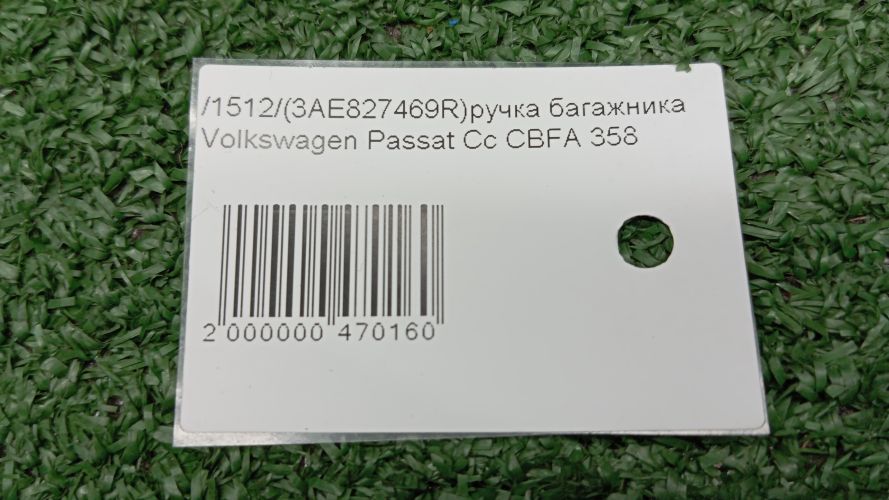 /1512/(3AE827469R)ручка багажника
Volkswagen Passat Cc CBFA 358
2 000000 470160